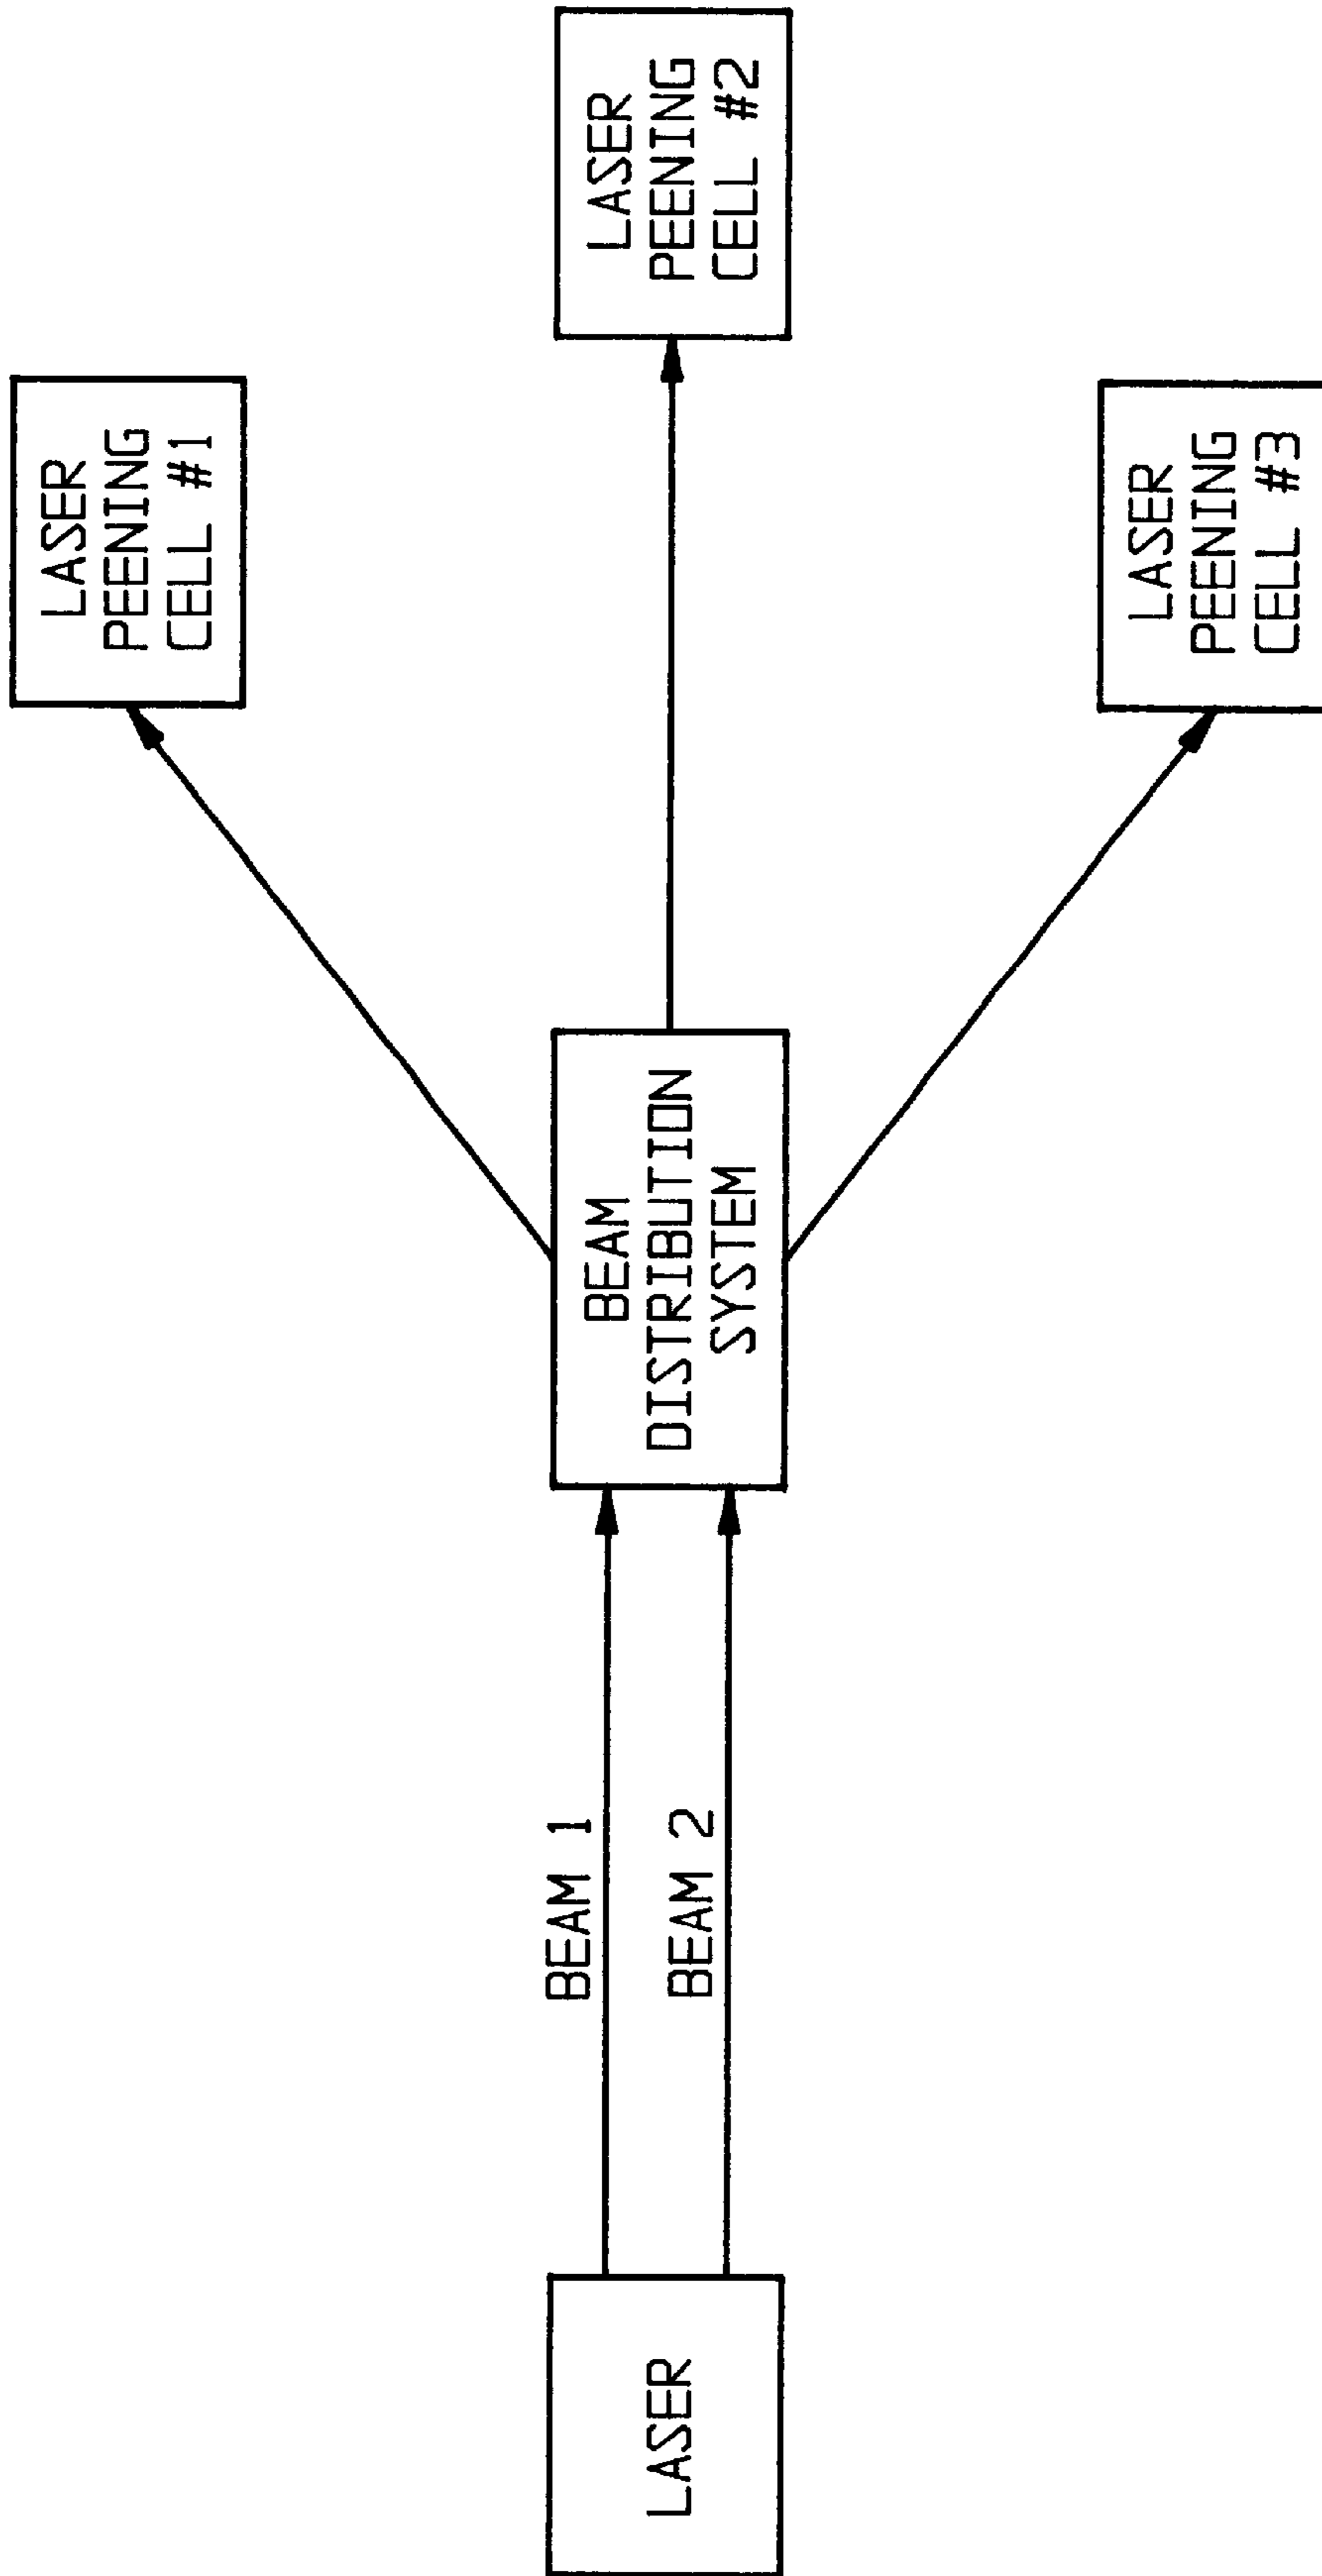 LASER
BEAM 1
BEAM 2
BEAM
DISTRIBUTION
SYSTEM
LASER
PEENING
CELL #1
LASER
PEENING
CELL #2
LASER
PEENING
CELL #3